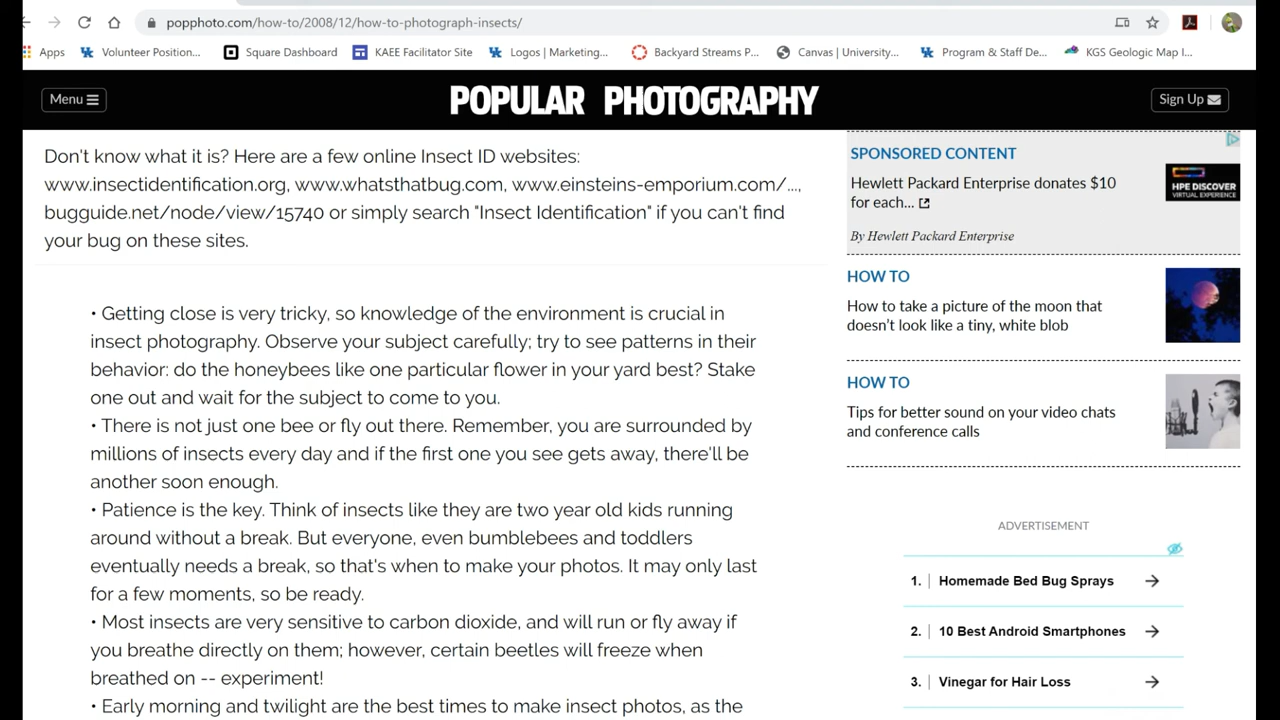 popphoto.com/how-to/2008/12/how-to-photograph-insects/
Apps
Volunteer Position...
Square Dashboard
KAEE Facilitator Site
Logos | Marketing...
Backyard Streams P...
Canvas | University...
Program & Staff De...
KGS Geologic Map I...
Menu
POPULAR PHOTOGRAPHY
Sign Up
Don't know what it is? Here are a few online Insect ID websites:
www.insectidentification.org, www.whatsthatbug.com, www.einsteins-emporium.com/...,
bugguide.net/node/view/15740 or simply search "Insect Identification" if you can't find
your bug on these sites.
• Getting close is very tricky, so knowledge of the environment is crucial in
insect photography. Observe your subject carefully; try to see patterns in their
behavior: do the honeybees like one particular flower in your yard best? Stake
one out and wait for the subject to come to you.
• There is not just one bee or fly out there. Remember, you are surrounded by
millions of insects every day and if the first one you see gets away, there'll be
another soon enough.
• Patience is the key. Think of insects like they are two year old kids running
around without a break. But everyone, even bumblebees and toddlers
eventually needs a break, so that's when to make your photos. It may only last
for a few moments, so be ready.
• Most insects are very sensitive to carbon dioxide, and will run or fly away if
you breathe directly on them; however, certain beetles will freeze when
breathed on -- experiment!
• Early morning and twilight are the best times to make insect photos, as the
SPONSORED CONTENT
Hewlett Packard Enterprise donates $10
for each...
By Hewlett Packard Enterprise
HPE DISCOVER
VIRTUAL EXPERIENCE
HOW TO
How to take a picture of the moon that
doesn't look like a tiny, white blob
HOW TO
Tips for better sound on your video chats
and conference calls
ADVERTISEMENT
1. Homemade Bed Bug Sprays
2. 10 Best Android Smartphones
3. Vinegar for Hair Loss